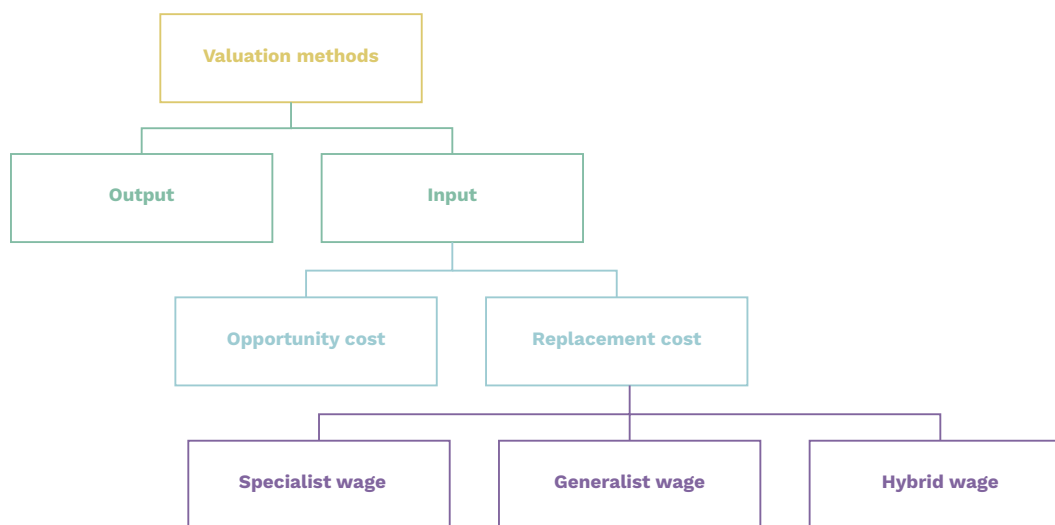 Valuation methods
Output
Input
Opportunity cost
Replacement cost
Specialist wage
Generalist wage
Hybrid wage